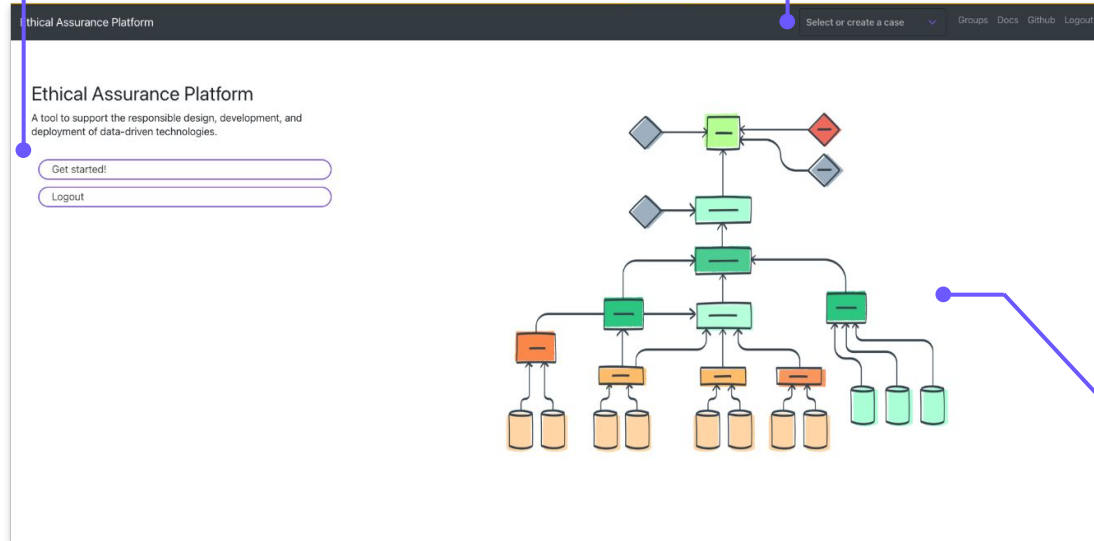 Ethical Assurance Platform
Select or create a case
Groups Docs Github Logout
Ethical Assurance Platform
A tool to support the responsible design, development, and
deployment of data-driven technologies.
Get started!
Logout